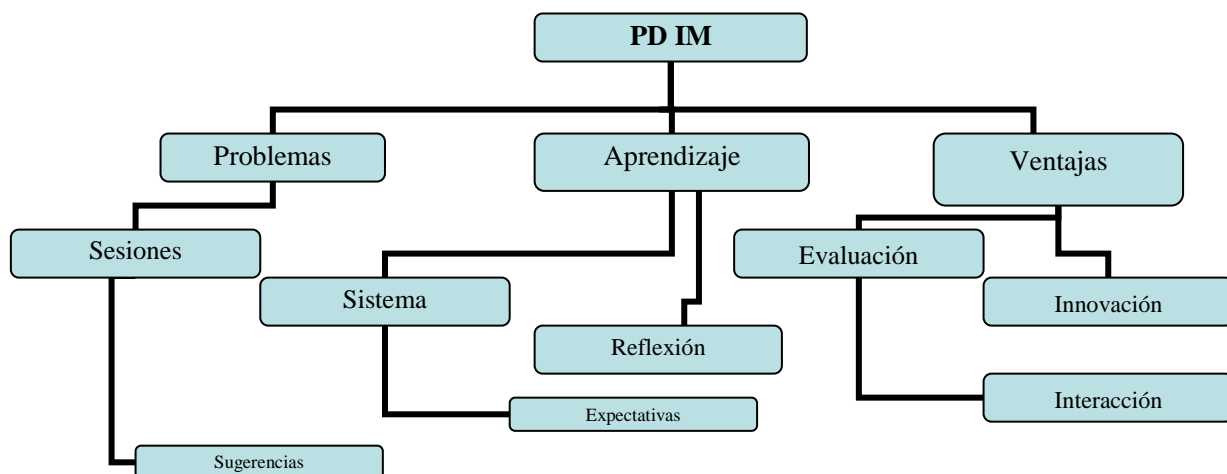 PD IM
Problemas
Aprendizaje
Ventajas
Sesiones
Evaluación
Sistema
Innovación
Reflexión
Interacción
Expectativas
Sugerencias